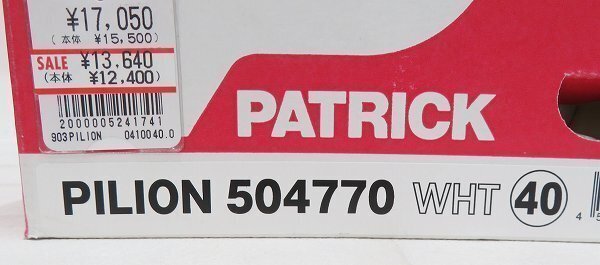 ¥17,050
(本体 ¥15,500)
SALE ¥13,640
(本体 ¥12,400)
2000005241741
903PILION 0410040.0
PATRICK
PILION 504770 WHT 40
4